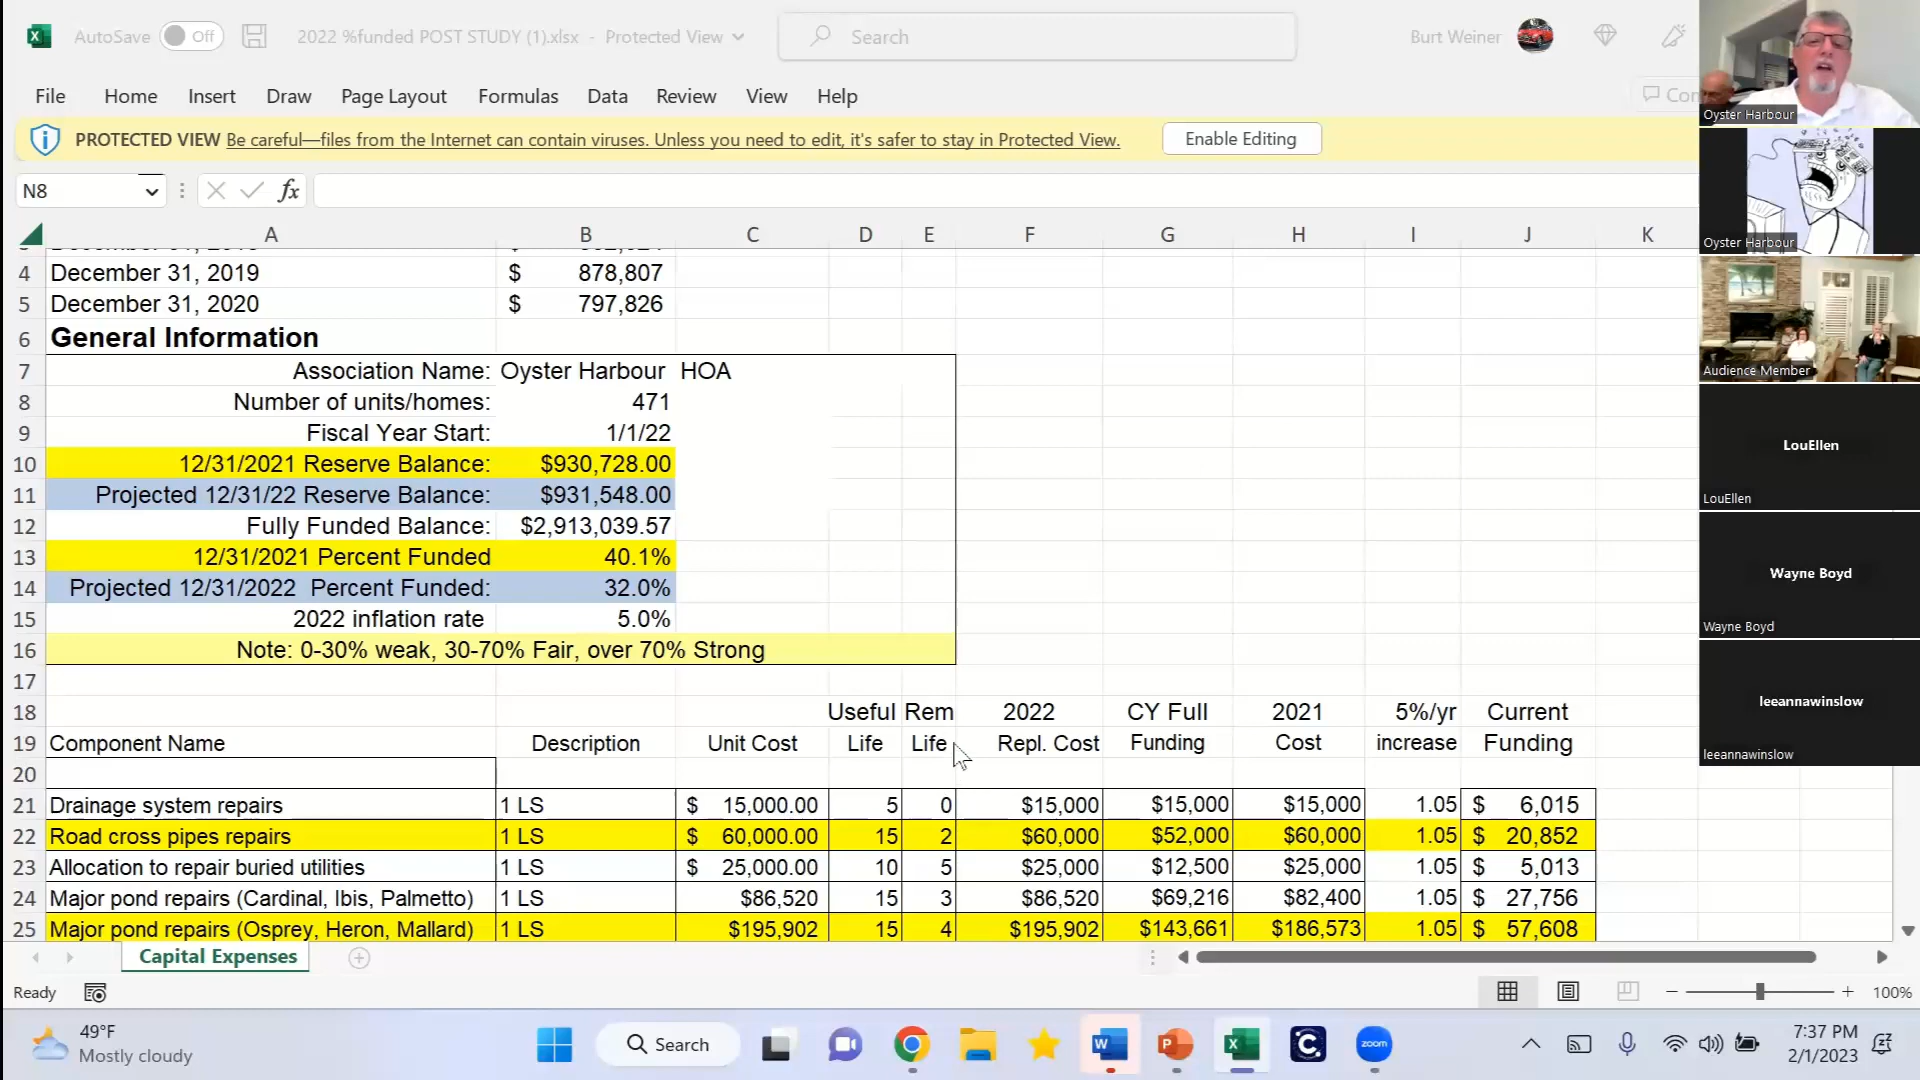 AutoSave Off 2022 %funded POST STUDY (1).xlsx - Protected View Search Burt Weiner
File Home Insert Draw Page Layout Formulas Data Review View Help
PROTECTED VIEW Be careful—files from the Internet can contain viruses. Unless you need to edit, it's safer to stay in Protected View. Enable Editing
N8 fx
A B C D E F G H I J K
4 December 31, 2019 $ 878,807
5 December 31, 2020 $ 797,826
6 General Information
7 Association Name: Oyster Harbour HOA
8 Number of units/homes: 471
9 Fiscal Year Start: 1/1/22
10 12/31/2021 Reserve Balance: $930,728.00
11 Projected 12/31/22 Reserve Balance: $931,548.00
12 Fully Funded Balance: $2,913,039.57
13 12/31/2021 Percent Funded 40.1%
14 Projected 12/31/2022 Percent Funded: 32.0%
15 2022 inflation rate 5.0%
16 Note: 0-30% weak, 30-70% Fair, over 70% Strong
17
18 Useful Rem 2022 CY Full 2021 5%/yr Current
19 Component Name Description Unit Cost Life Life Repl. Cost Funding Cost increase Funding
20
21 Drainage system repairs 1 LS $ 15,000.00 5 0 $15,000 $15,000 $15,000 1.05 $ 6,015
22 Road cross pipes repairs 1 LS $ 60,000.00 15 2 $60,000 $52,000 $60,000 1.05 $ 20,852
23 Allocation to repair buried utilities 1 LS $ 25,000.00 10 5 $25,000 $12,500 $25,000 1.05 $ 5,013
24 Major pond repairs (Cardinal, Ibis, Palmetto) 1 LS $86,520 15 3 $86,520 $69,216 $82,400 1.05 $ 27,756
25 Major pond repairs (Osprey, Heron, Mallard) 1 LS $195,902 15 4 $195,902 $143,661 $186,573 1.05 $ 57,608
Capital Expenses
Ready 100%
49°F
Mostly cloudy
Search
zoom
7:37 PM
2/1/2023
Oyster Harbour
Oyster Harbour
Audience Member
LouEllen
LouEllen
Wayne Boyd
Wayne Boyd
leeannawinslow
leeannawinslow